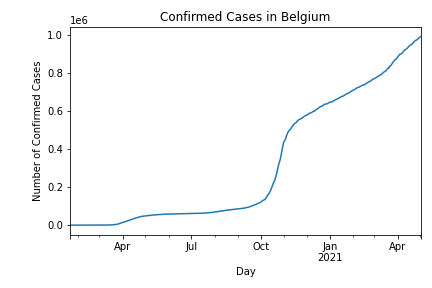 Confirmed Cases in Belgium
1e6
1.0
0.8
0.6
0.4
0.2
0.0
Number of Confirmed Cases
Apr
Jul
Oct
Jan
2021
Apr
Day